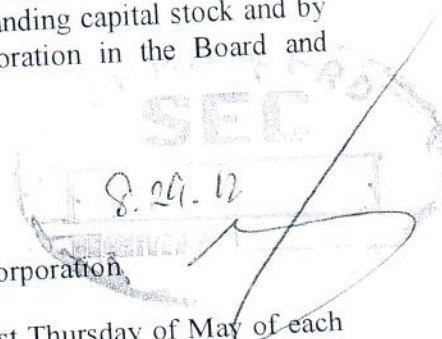 nding capital stock and by
oration in the Board and
SEC
8.29.12
RECEIVED
orporation
st Thursday of May of each